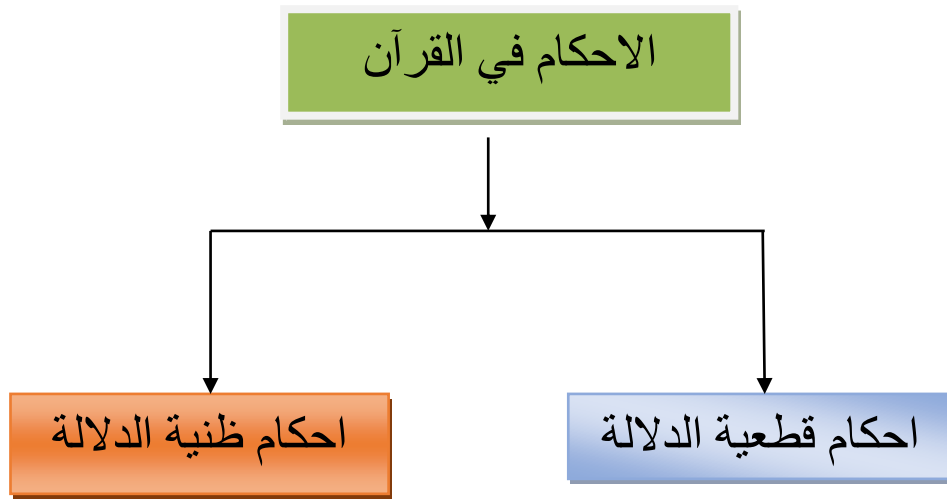 الاحكام في القرآن
احكام قطعية الدلالة
احكام ظنية الدلالة